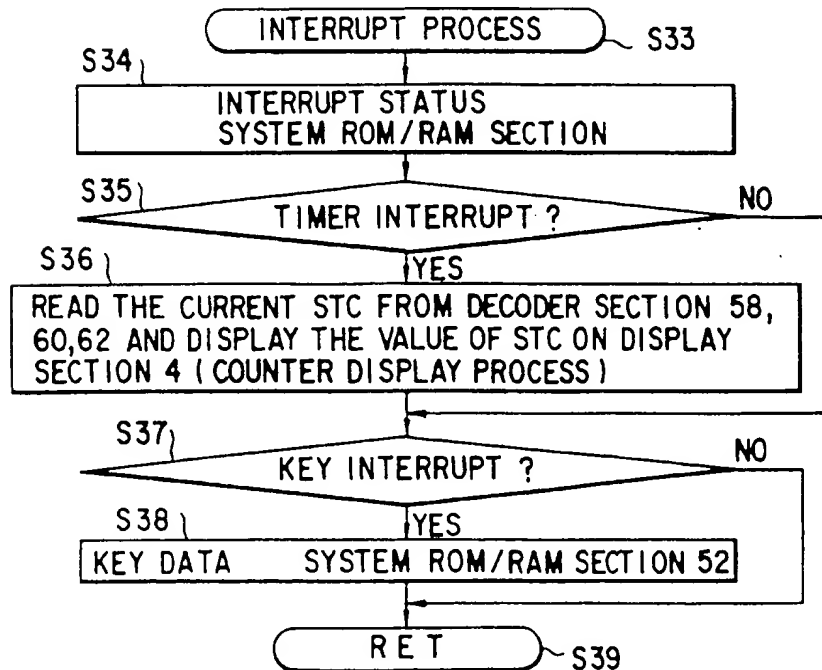 INTERRUPT PROCESS
S33
S34
INTERRUPT STATUS
SYSTEM ROM/RAM SECTION
S35
TIMER INTERRUPT ?
NO
YES
S36
READ THE CURRENT STC FROM DECODER SECTION 58,
60,62 AND DISPLAY THE VALUE OF STC ON DISPLAY
SECTION 4 (COUNTER DISPLAY PROCESS)
S37
KEY INTERRUPT ?
NO
YES
S38
KEY DATA SYSTEM ROM/RAM SECTION 52
RET
S39